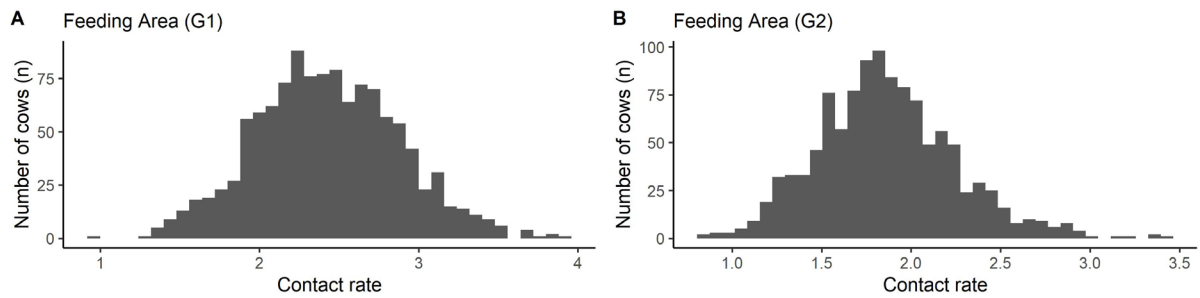 A
Feeding Area (G1)
Number of cows (n)
75
50
25
0
1
2
3
4
Contact rate
B
Feeding Area (G2)
Number of cows (n)
100
75
50
25
0
1.0
1.5
2.0
2.5
3.0
3.5
Contact rate